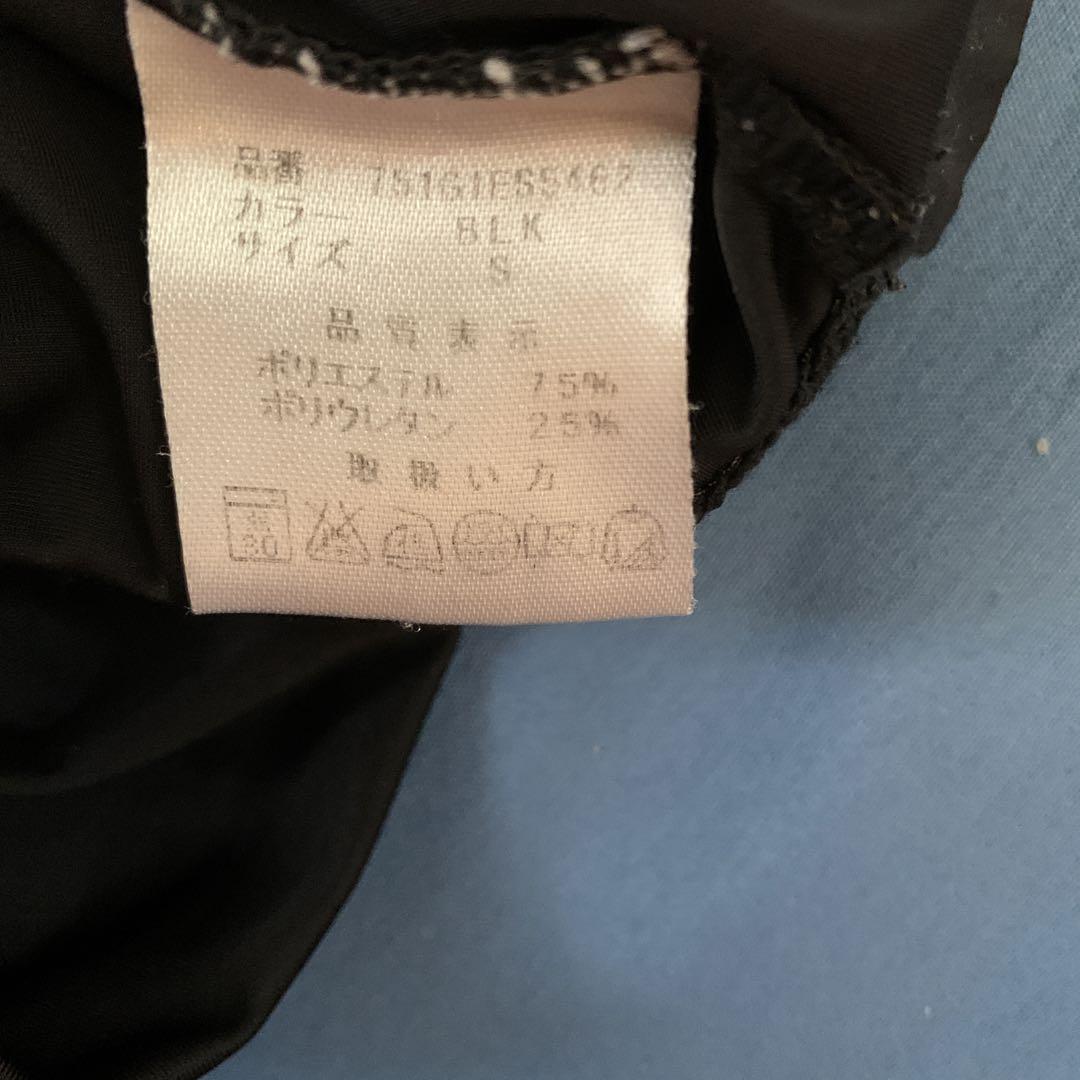 品番
カラー BLK
サイズ S
品質表示
ポリエステル 75%
ポリウレタン 25%
取扱い方
30